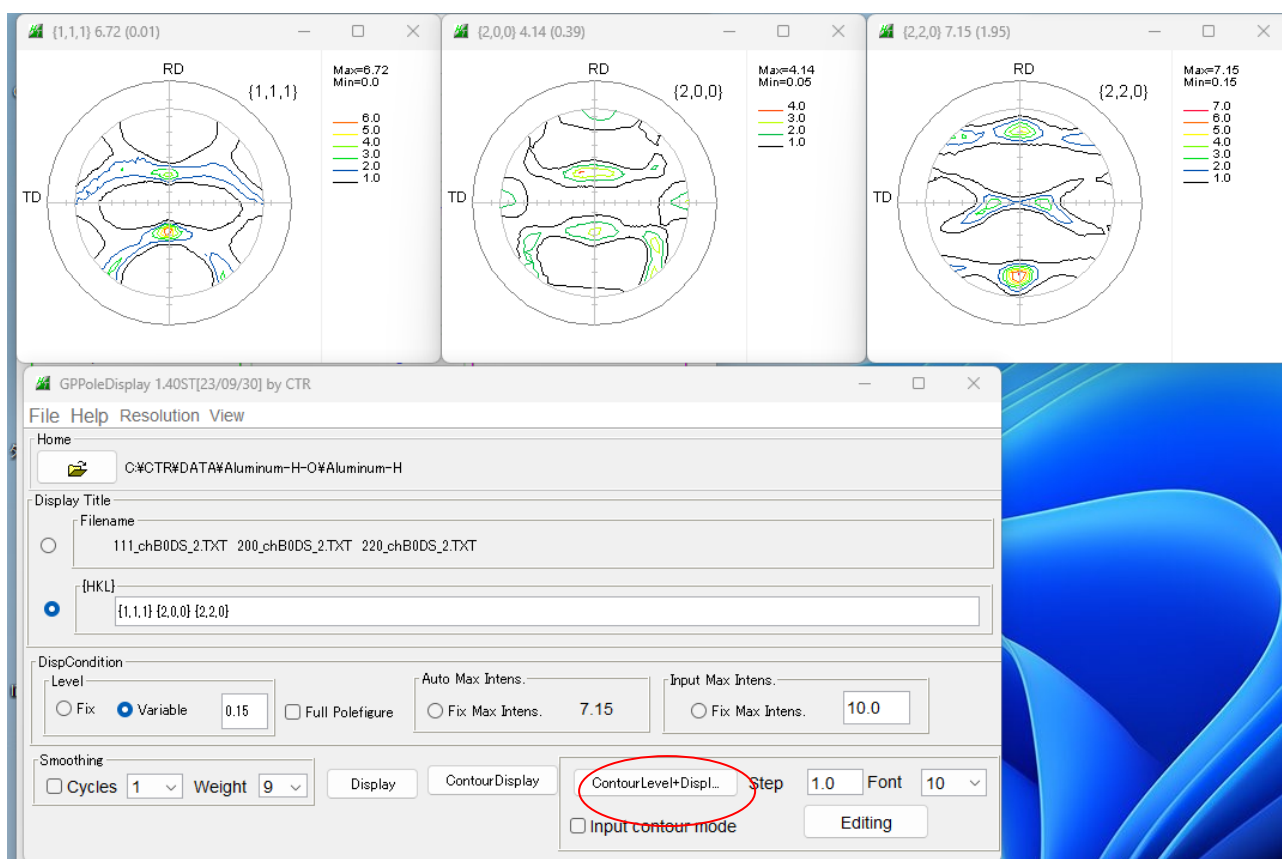 {1,1,1} 6.72 (0.01)
RD
{1,1,1}
TD
Max=6.72
Min=0.0
6.0
5.0
4.0
3.0
2.0
1.0
{2,0,0} 4.14 (0.39)
RD
{2,0,0}
TD
Max=4.14
Min=0.05
4.0
3.0
2.0
1.0
{2,2,0} 7.15 (1.95)
RD
{2,2,0}
TD
Max=7.15
Min=0.15
7.0
6.0
5.0
4.0
3.0
2.0
1.0
GPPoleDisplay 1.40ST[23/09/30] by CTR
File Help Resolution View
Home
C:¥CTR¥DATA¥Aluminum-H-O¥Aluminum-H
Display Title
Filename
111_chB0DS_2.TXT 200_chB0DS_2.TXT 220_chB0DS_2.TXT
{HKL}
{1,1,1} {2,0,0} {2,2,0}
DispCondition
Level
Fix Variable 0.15 Full Polefigure
Auto Max Intens.
Fix Max Intens. 7.15
Input Max Intens.
Fix Max Intens. 10.0
Smoothing
Cycles 1 Weight 9
Display
ContourDisplay
ContourLevel+Displ...
Step 1.0 Font 10
Input contour mode
Editing